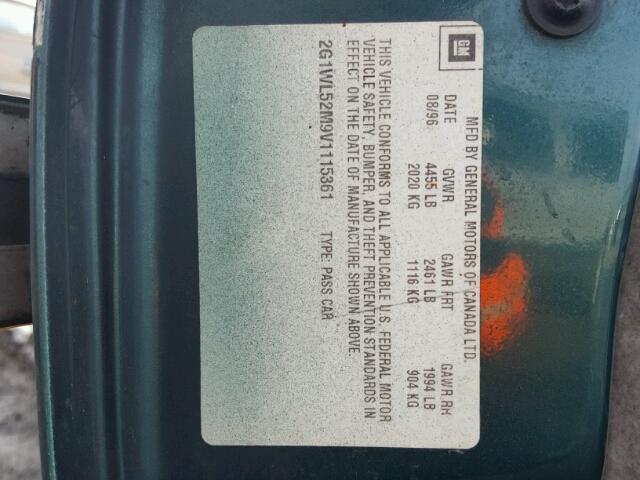 GM
MFD BY GENERAL MOTORS OF CANADA LTD.
DATE GVWR GAWR FRT GAWR RR
08/96 4455 LB 2461 LB 1994 LB
2020 KG 1116 KG 904 KG
THIS VEHICLE CONFORMS TO ALL APPLICABLE U.S. FEDERAL MOTOR
VEHICLE SAFETY, BUMPER, AND THEFT PREVENTION STANDARDS IN
EFFECT ON THE DATE OF MANUFACTURE SHOWN ABOVE.
2G1WL52M9V1115361 TYPE: PASS CAR